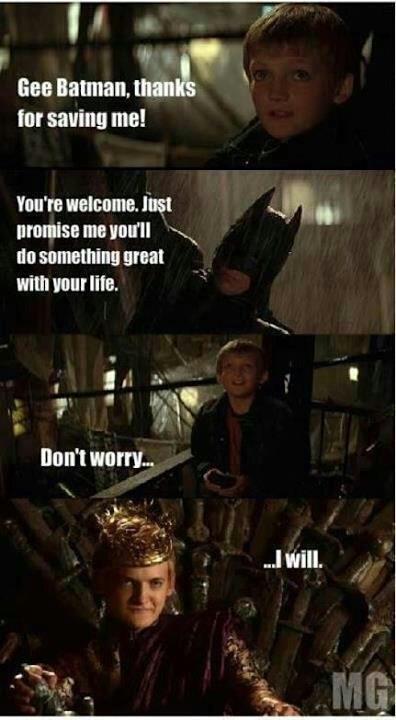 Gee Batman, thanks
for saving me!
You're welcome. Just
promise me you'll
do something great
with your life.
Don't worry...
...I will.
MG